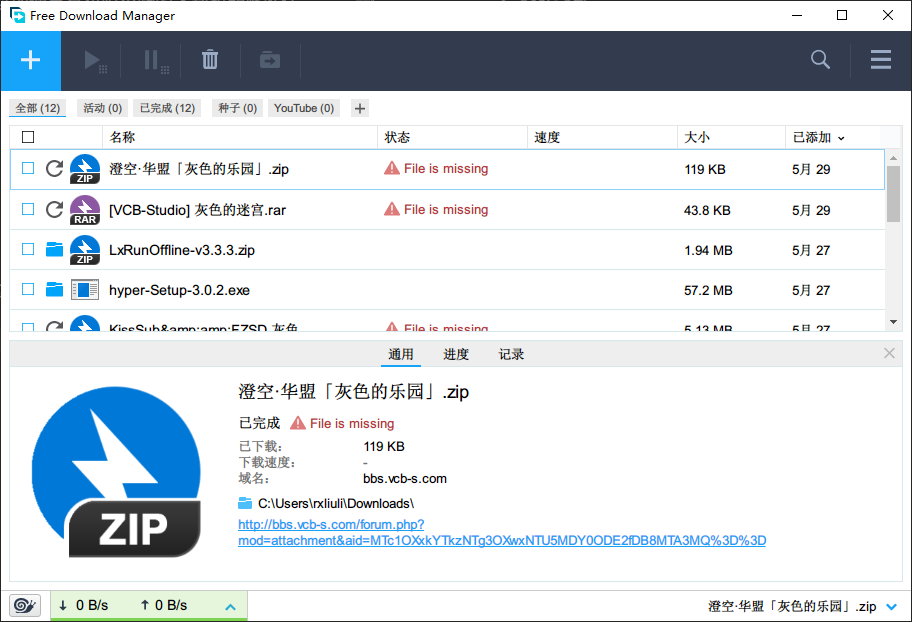 Free Download Manager
全部 (12) 活动 (0) 已完成 (12) 种子 (0) YouTube (0) +
名称 状态 速度 大小 已添加
ZIP 澄空·华盟「灰色的乐园」.zip File is missing 119 KB 5月 29
RAR [VCB-Studio] 灰色的迷宫.rar File is missing 43.8 KB 5月 29
ZIP LxRunOffline-v3.3.3.zip 1.94 MB 5月 27
hyper-Setup-3.0.2.exe 57.2 MB 5月 27
KissSub&amp;amp;FZSD 灰色 File is missing 5.13 MB 5月 27
通用 进度 记录
澄空·华盟「灰色的乐园」.zip
已完成 File is missing
已下载: 119 KB
下载速度: -
域名: bbs.vcb-s.com
C:\Users\rxliuli\Downloads\
http://bbs.vcb-s.com/forum.php?
mod=attachment&aid=MTc1OXxkYTkzNTg3OXwxNTU5MDY0ODE2fDB8MTA3MQ%3D%3D
ZIP
↓ 0 B/s ↑ 0 B/s 澄空·华盟「灰色的乐园」.zip